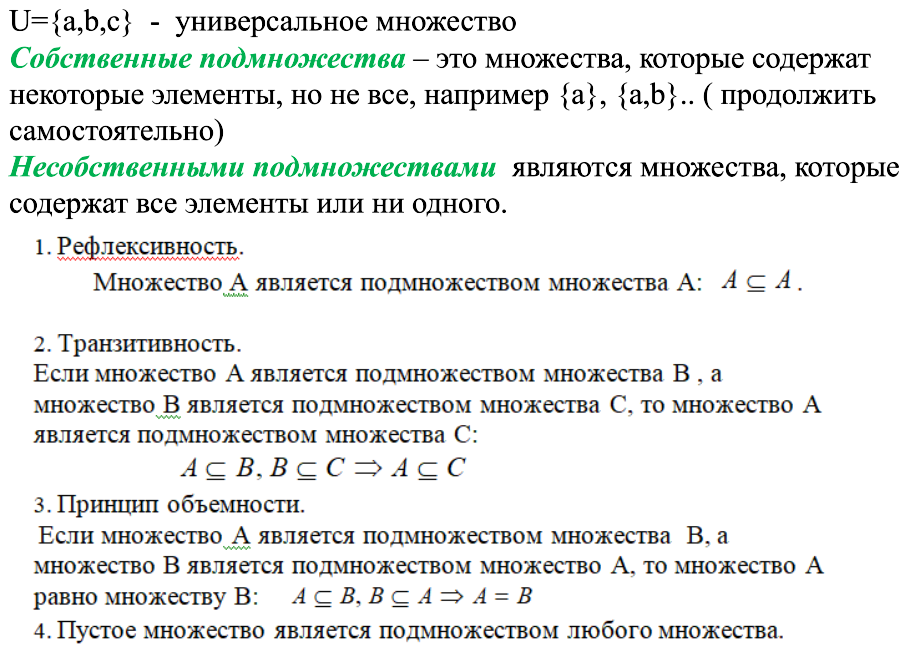 U={a,b,c} - универсальное множество
Собственные подмножества – это множества, которые содержат
некоторые элементы, но не все, например {a}, {a,b}.. ( продолжить
самостоятельно)
Несобственными подмножествами являются множества, которые
содержат все элементы или ни одного.
1. Рефлексивность.
Множество А является подмножеством множества А: A ⊆ A .
2. Транзитивность.
Если множество А является подмножеством множества В , а
множество В является подмножеством множества С, то множество А
является подмножеством множества С:
A ⊆ B, B ⊆ C ⇒ A ⊆ C
3. Принцип объемности.
Если множество А является подмножеством множества В, а
множество В является подмножеством множество А, то множество А
равно множеству В: A ⊆ B, B ⊆ A ⇒ A = B
4. Пустое множество является подмножеством любого множества.